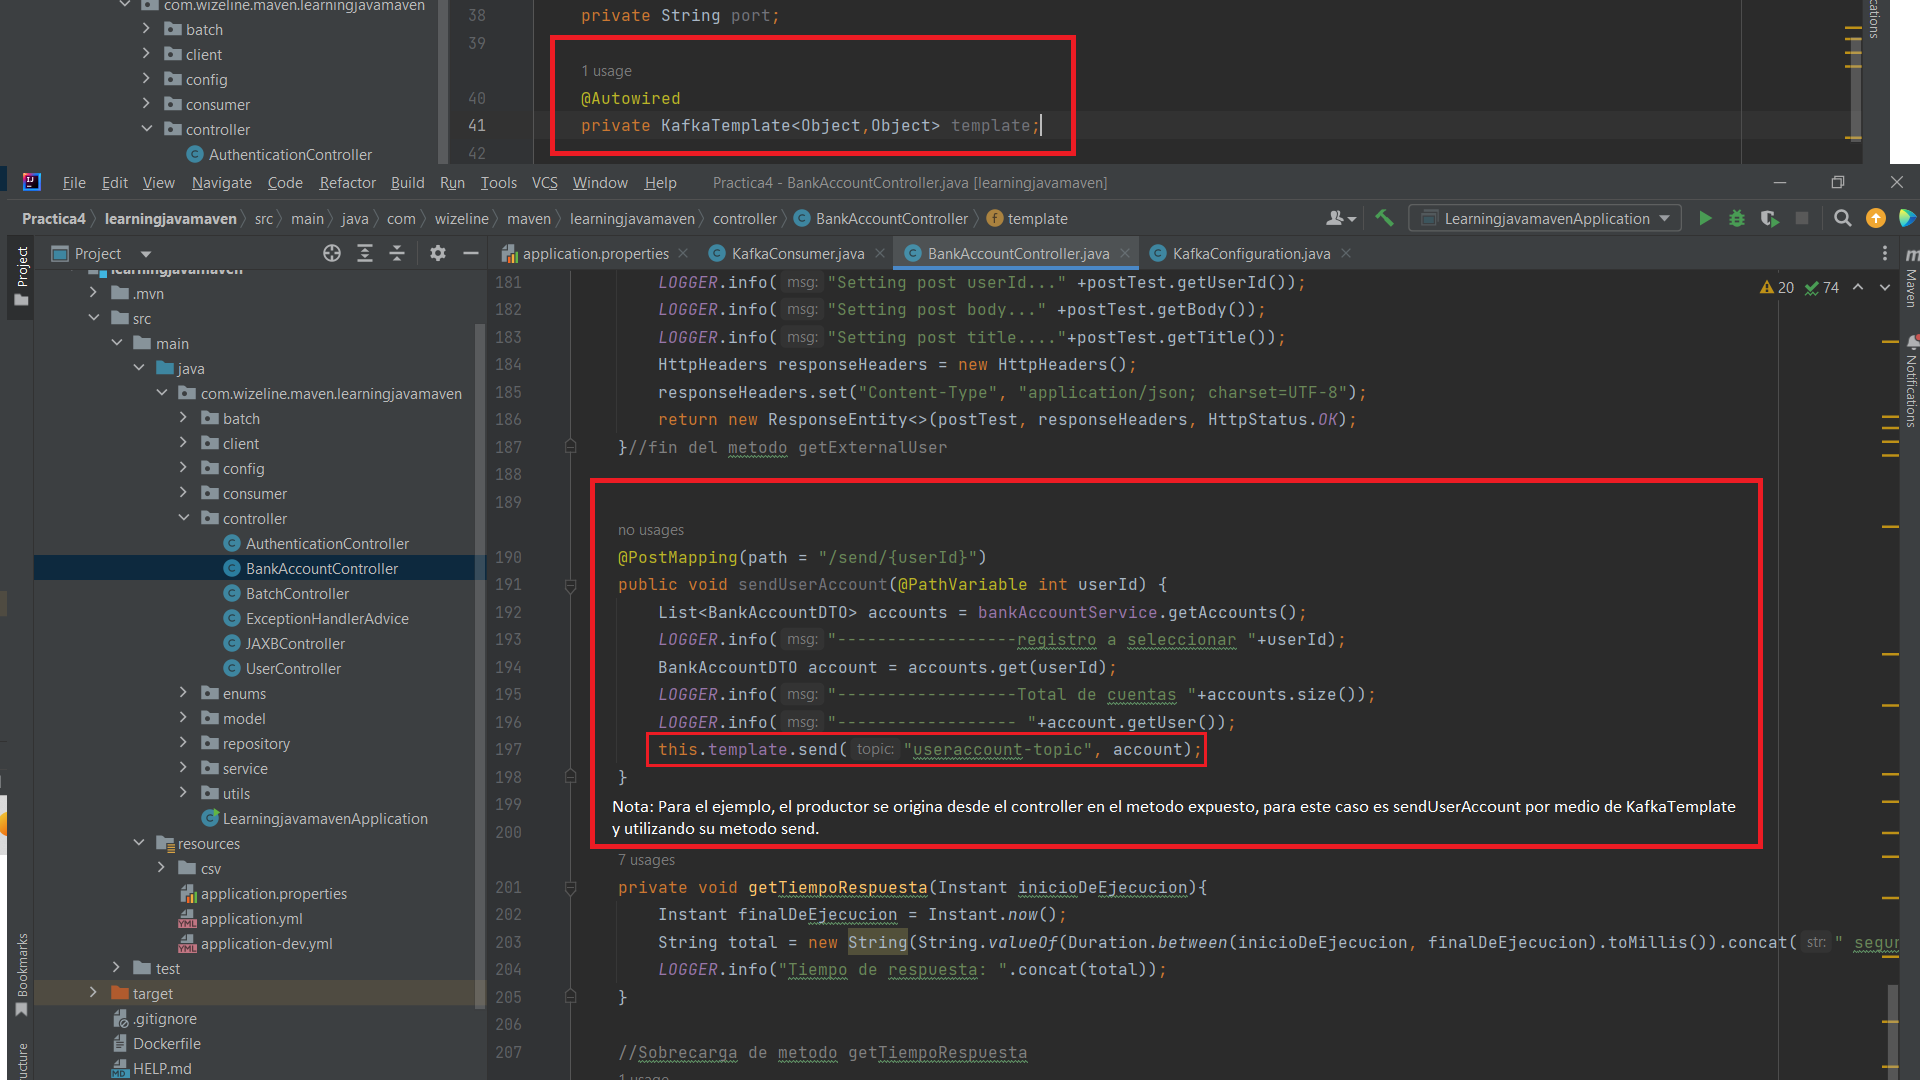 com.wizeline.maven.learningjavamaven
batch
client
config
consumer
controller
AuthenticationController
38 private String port;
39
1 usage
40 @Autowired
41 private KafkaTemplate<Object,Object> template;
42
File Edit View Navigate Code Refactor Build Run Tools VCS Window Help Practica4 - BankAccountController.java [learningjavamaven]
Practica4 learningjavamaven src main java com wizeline maven learningjavamaven controller BankAccountController template
LearningjavamavenApplication
Project
application.properties KafkaConsumer.java BankAccountController.java KafkaConfiguration.java
Project
Bookmarks
Maven
Notifications
20 74
learningjavamaven
.mvn
src
main
java
com.wizeline.maven.learningjavamaven
batch
client
config
consumer
controller
AuthenticationController
BankAccountController
BatchController
ExceptionHandlerAdvice
JAXBController
UserController
enums
model
repository
service
utils
LearningjavamavenApplication
resources
csv
application.properties
application.yml
application-dev.yml
test
target
.gitignore
Dockerfile
HELP.md
181 LOGGER.info( msg: "Setting post userId..." +postTest.getUserId());
182 LOGGER.info( msg: "Setting post body..." +postTest.getBody());
183 LOGGER.info( msg: "Setting post title...."+postTest.getTitle());
184 HttpHeaders responseHeaders = new HttpHeaders();
185 responseHeaders.set("Content-Type", "application/json; charset=UTF-8");
186 return new ResponseEntity<>(postTest, responseHeaders, HttpStatus.OK);
187 }//fin del metodo getExternalUser
188
189
no usages
190 @PostMapping(path = "/send/{userId}")
191 public void sendUserAccount(@PathVariable int userId) {
192 List<BankAccountDTO> accounts = bankAccountService.getAccounts();
193 LOGGER.info( msg: "------------------registro a seleccionar "+userId);
194 BankAccountDTO account = accounts.get(userId);
195 LOGGER.info( msg: "------------------Total de cuentas "+accounts.size());
196 LOGGER.info( msg: "------------------ "+account.getUser());
197 this.template.send( topic: "useraccount-topic", account);
198 }
199
Nota: Para el ejemplo, el productor se origina desde el controller en el metodo expuesto, para este caso es sendUserAccount por medio de KafkaTemplate
y utilizando su metodo send.
200
7 usages
201 private void getTiempoRespuesta(Instant inicioDeEjecucion){
202 Instant finalDeEjecucion = Instant.now();
203 String total = new String(String.valueOf(Duration.between(inicioDeEjecucion, finalDeEjecucion).toMillis()).concat( str: " segun
204 LOGGER.info("Tiempo de respuesta: ".concat(total));
205 }
206
207 //Sobrecarga de metodo getTiempoRespuesta